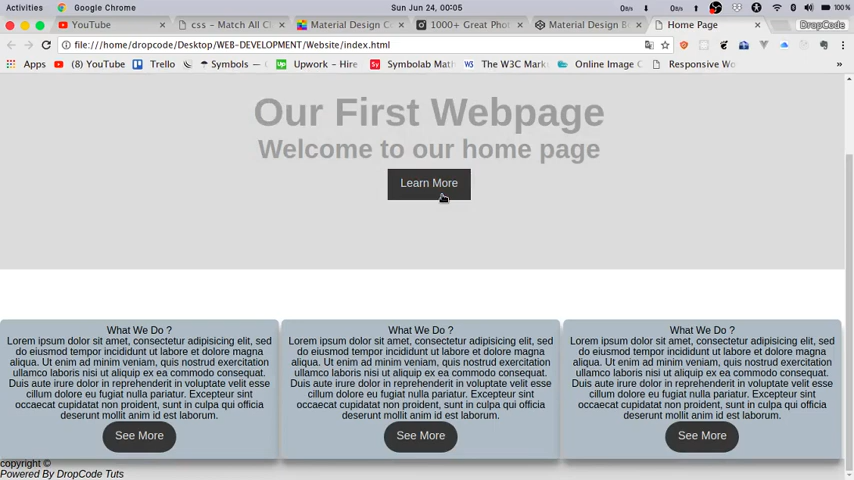 Activities Google Chrome Sun Jun 24, 00:05 0u/s 0u/s 100% 
YouTube css - Match All C Material Design Co 1000+ Great Phot Material Design B Home Page DropCode
file:///home/dropcode/Desktop/WEB-DEVELOPMENT/Website/index.html
Apps (8) YouTube Trello Symbols — Upwork - Hire Symbolab Mat The W3C Mark Online Image C Responsive Wo »
Our First Webpage
Welcome to our home page
Learn More
What We Do ?
Lorem ipsum dolor sit amet, consectetur adipisicing elit, sed
do eiusmod tempor incididunt ut labore et dolore magna
aliqua. Ut enim ad minim veniam, quis nostrud exercitation
ullamco laboris nisi ut aliquip ex ea commodo consequat.
Duis aute irure dolor in reprehenderit in voluptate velit esse
cillum dolore eu fugiat nulla pariatur. Excepteur sint
occaecat cupidatat non proident, sunt in culpa qui officia
deserunt mollit anim id est laborum.
See More
What We Do ?
Lorem ipsum dolor sit amet, consectetur adipisicing elit, sed
do eiusmod tempor incididunt ut labore et dolore magna
aliqua. Ut enim ad minim veniam, quis nostrud exercitation
ullamco laboris nisi ut aliquip ex ea commodo consequat.
Duis aute irure dolor in reprehenderit in voluptate velit esse
cillum dolore eu fugiat nulla pariatur. Excepteur sint
occaecat cupidatat non proident, sunt in culpa qui officia
deserunt mollit anim id est laborum.
See More
What We Do ?
Lorem ipsum dolor sit amet, consectetur adipisicing elit, sed
do eiusmod tempor incididunt ut labore et dolore magna
aliqua. Ut enim ad minim veniam, quis nostrud exercitation
ullamco laboris nisi ut aliquip ex ea commodo consequat.
Duis aute irure dolor in reprehenderit in voluptate velit esse
cillum dolore eu fugiat nulla pariatur. Excepteur sint
occaecat cupidatat non proident, sunt in culpa qui officia
deserunt mollit anim id est laborum.
See More
copyright ©
Powered By DropCode Tuts